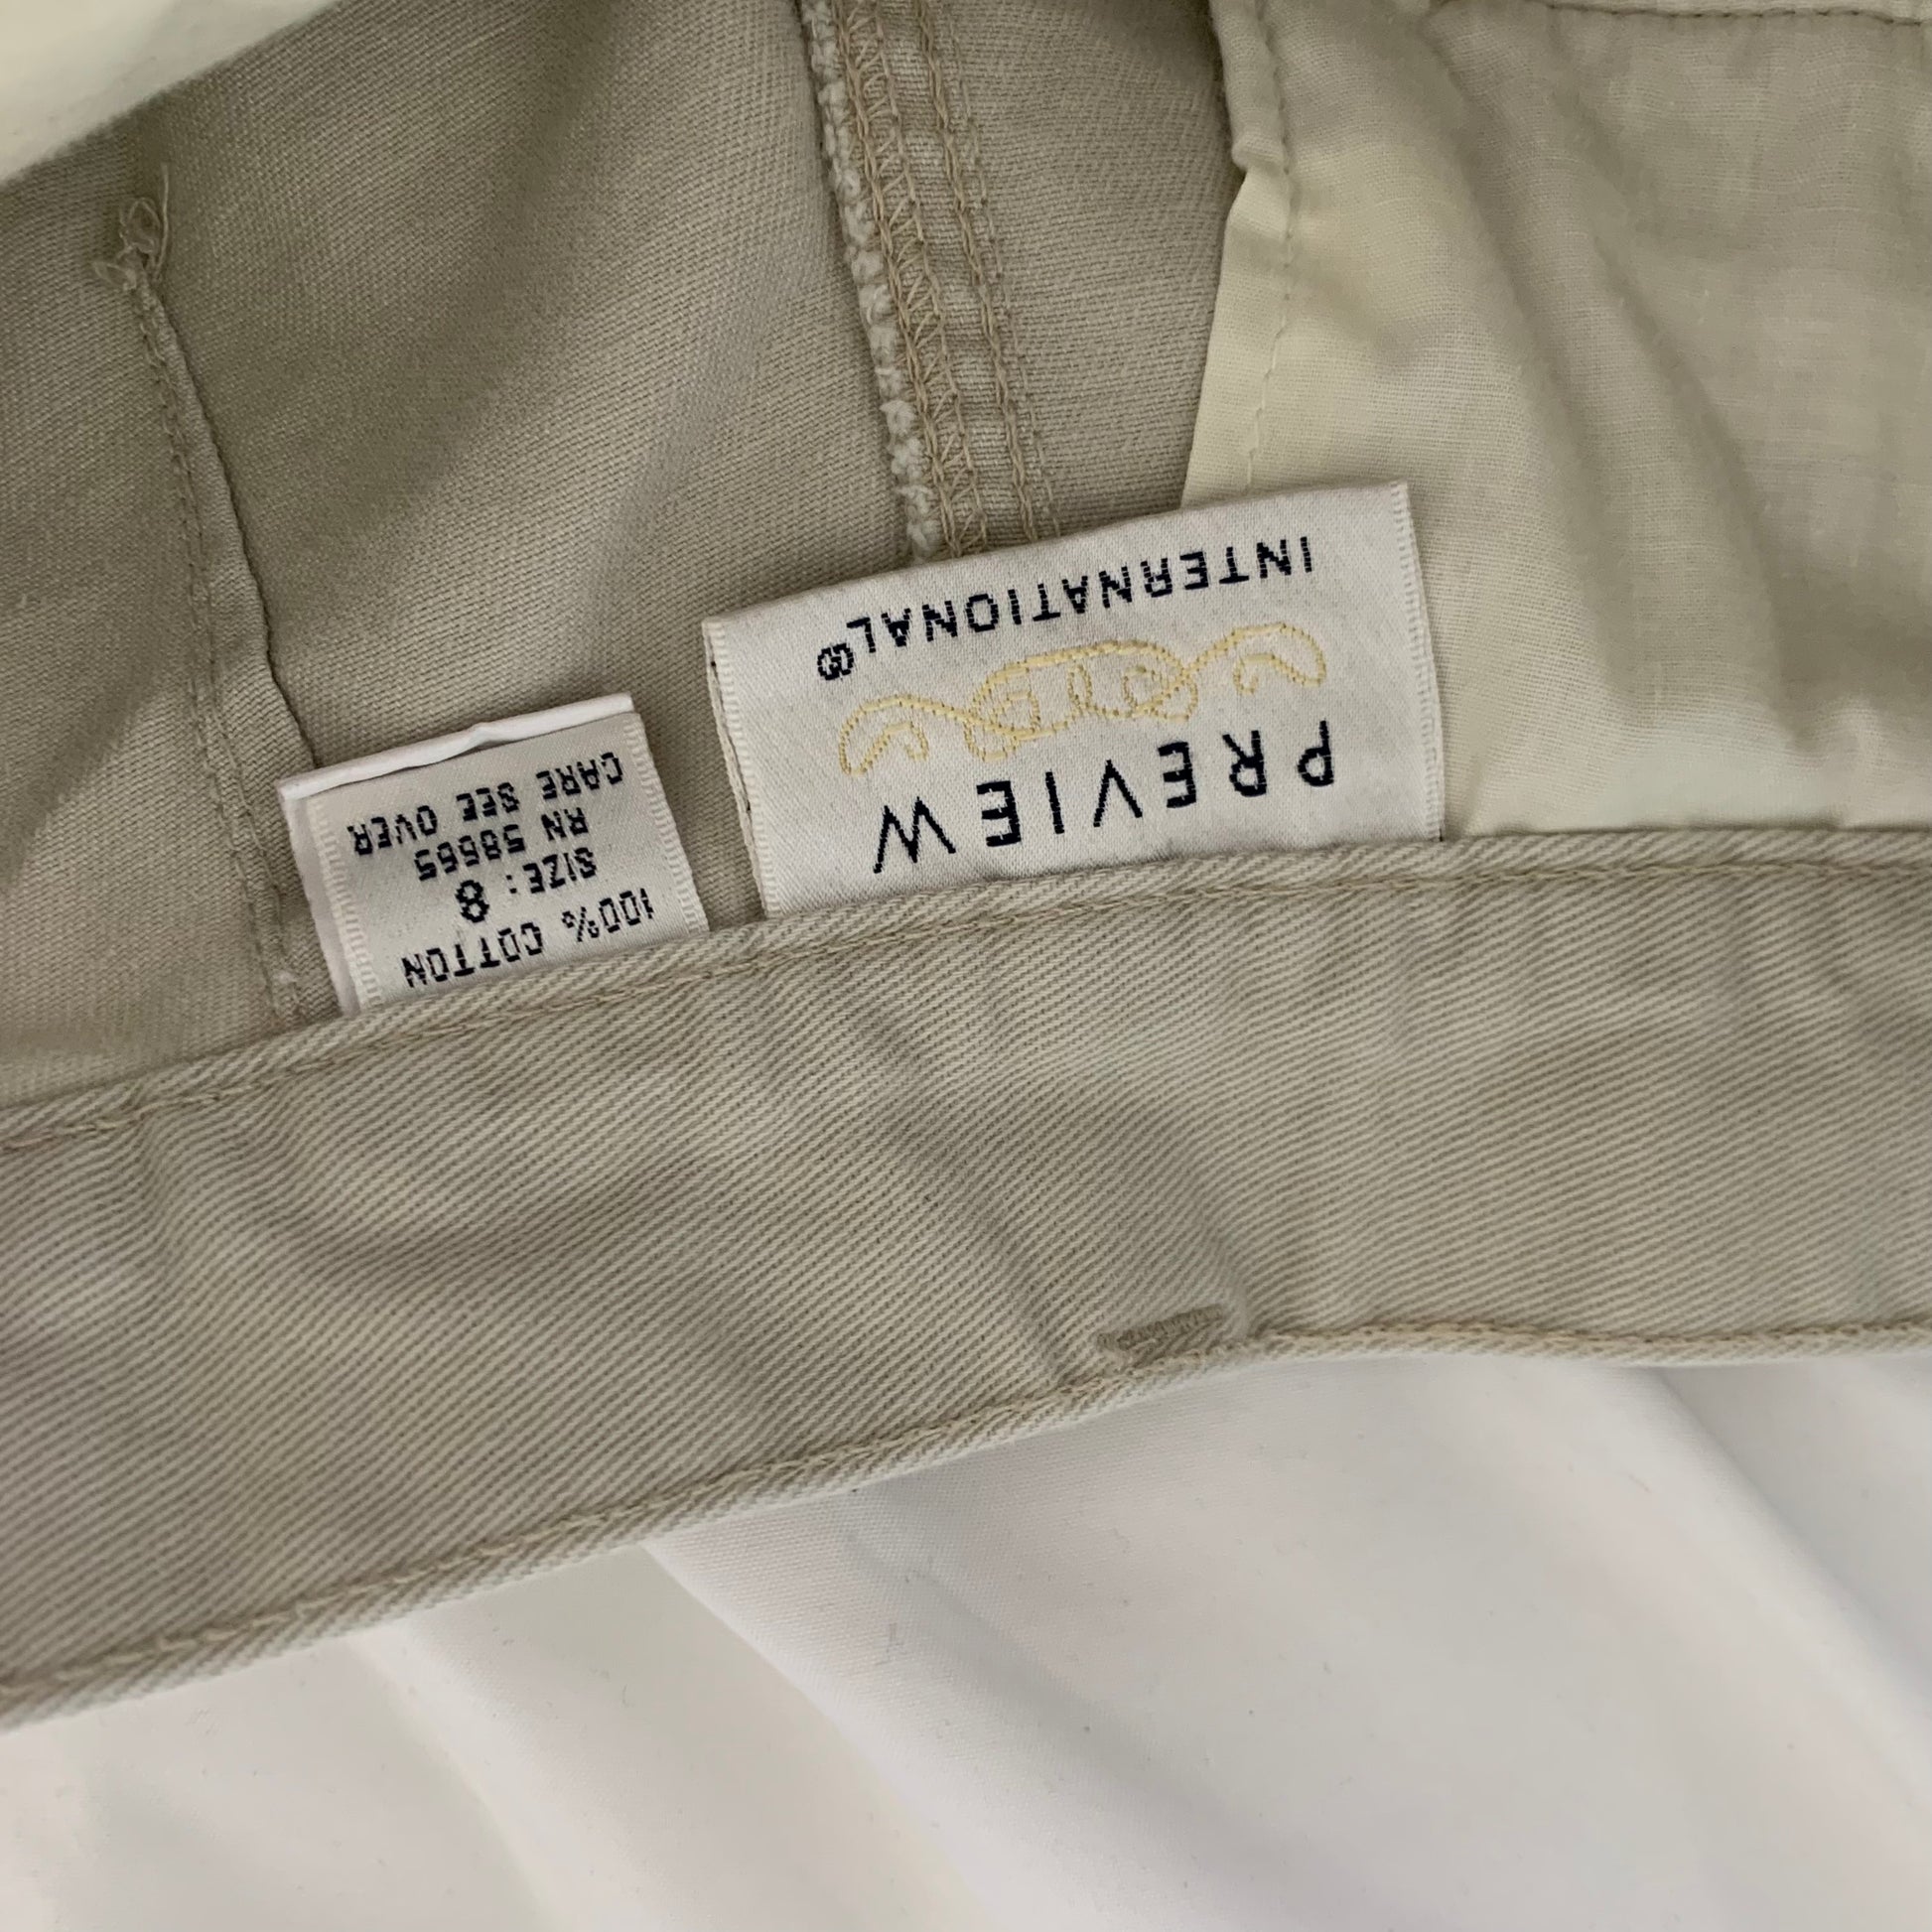 PREVIEW
INTERNATIONAL®
100% COTTON
SIZE: 8
RN 58665
CARE SEE OVER